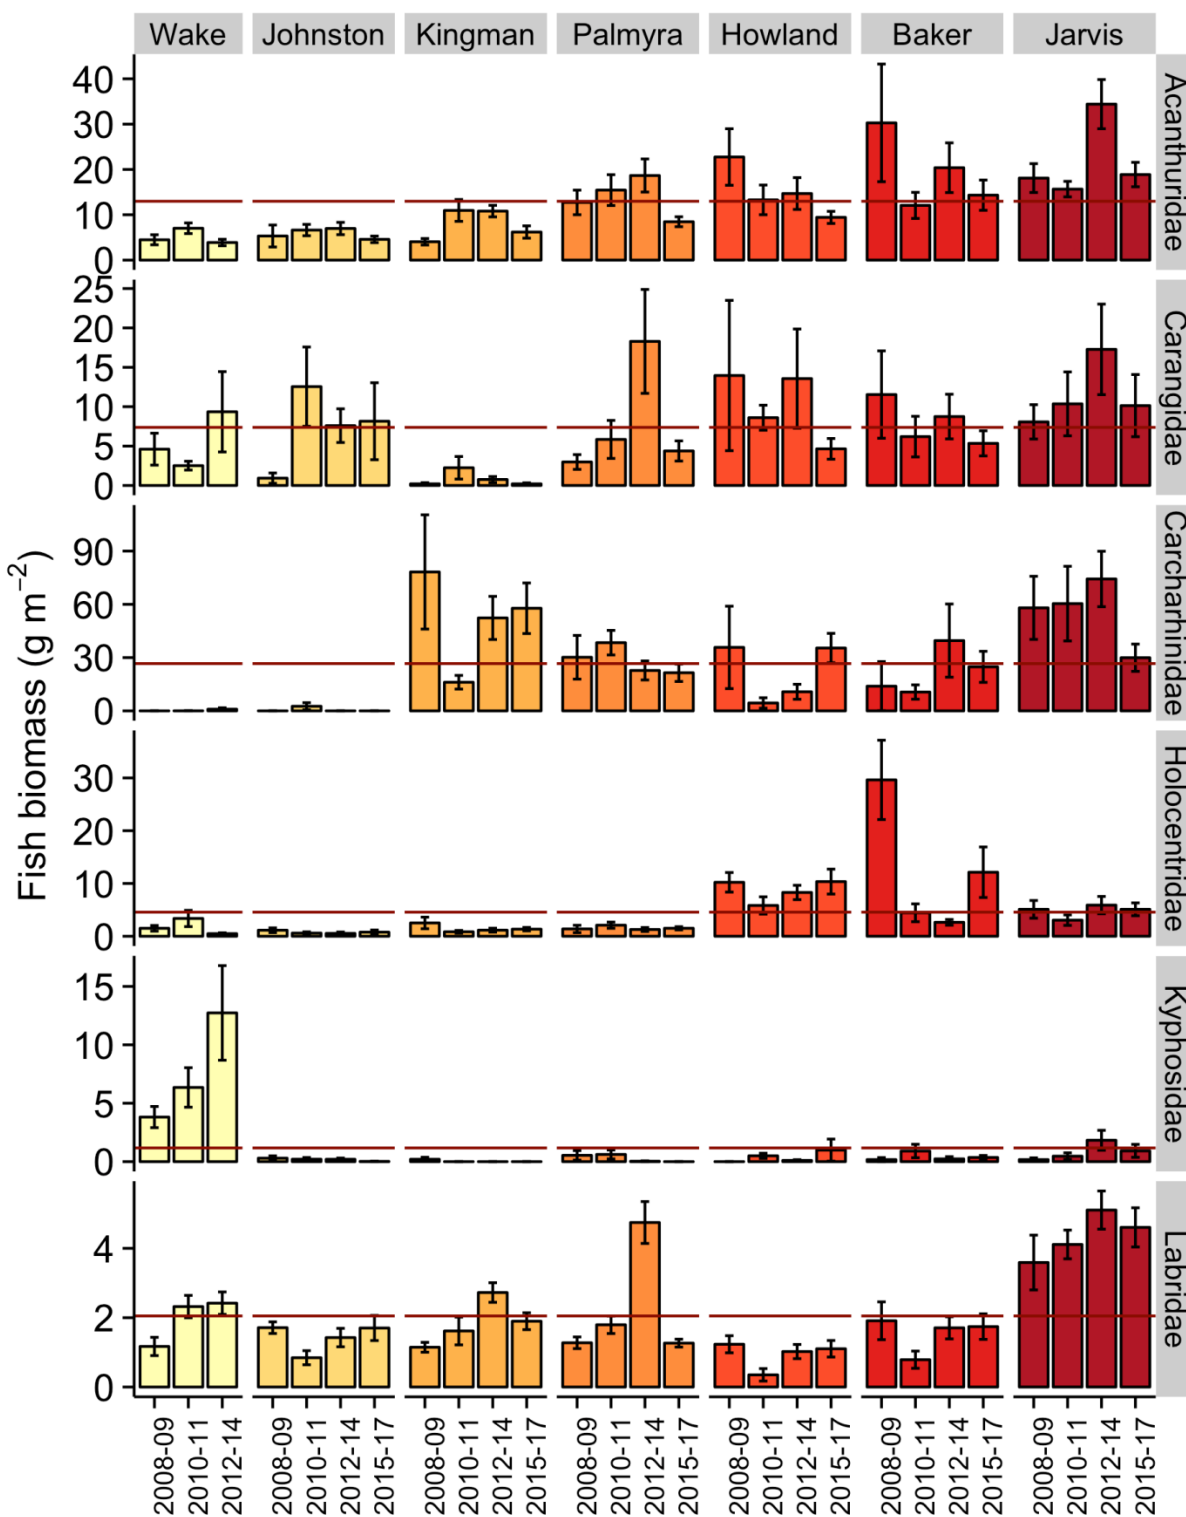 Wake Johnston Kingman Palmyra Howland Baker Jarvis
Fish biomass (g m⁻²)
40
30
20
10
0
Acanthuridae
25
20
15
10
5
0
Carangidae
90
60
30
0
Carcharhinidae
30
20
10
0
Holocentridae
15
10
5
0
Kyphosidae
4
2
0
Labridae
2008-09 2010-11 2012-14 2008-09 2010-11 2012-14 2015-17 2008-09 2010-11 2012-14 2015-17 2008-09 2010-11 2012-14 2015-17 2008-09 2010-11 2012-14 2015-17 2008-09 2010-11 2012-14 2015-17 2008-09 2010-11 2012-14 2015-17